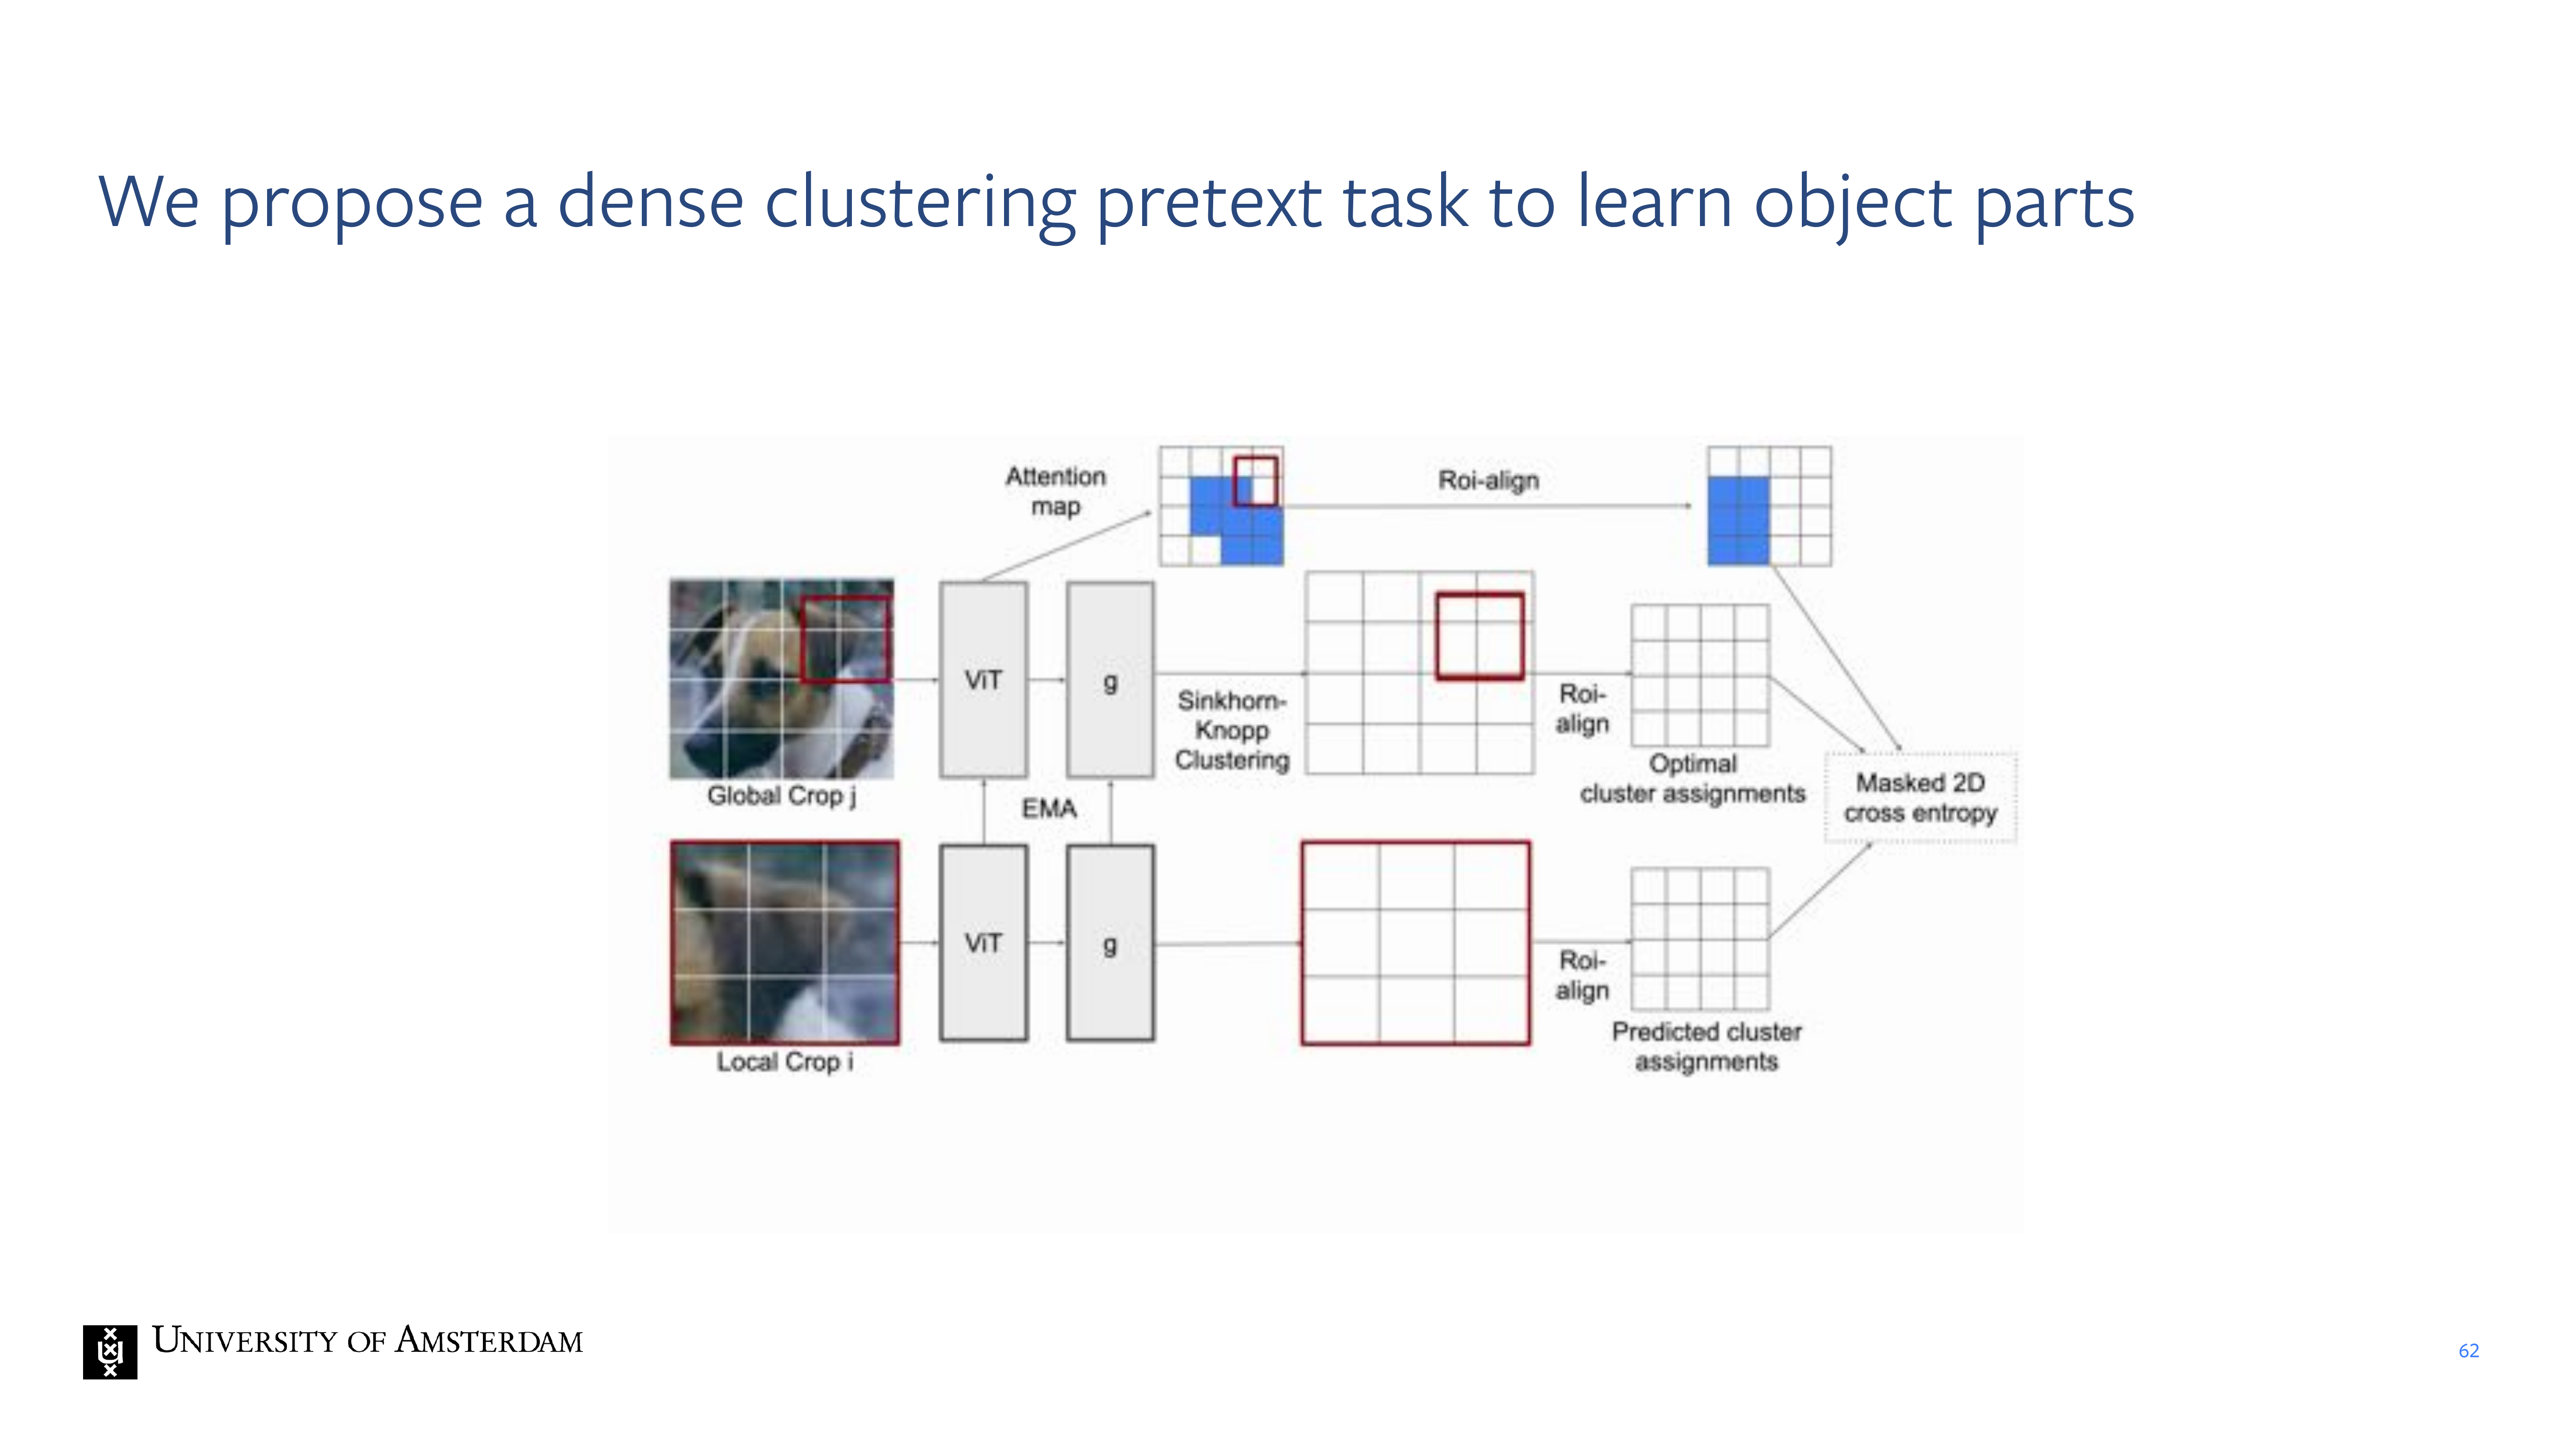 We propose a dense clustering pretext task to learn object parts
Attention
map
Roi-align
ViT
g
Sinkhorn-
Knopp
Clustering
Roi-
align
Optimal
cluster assignments
Global Crop j
EMA
Masked 2D
cross entropy
ViT
g
Roi-
align
Predicted cluster
assignments
Local Crop i
UNIVERSITY OF AMSTERDAM
62